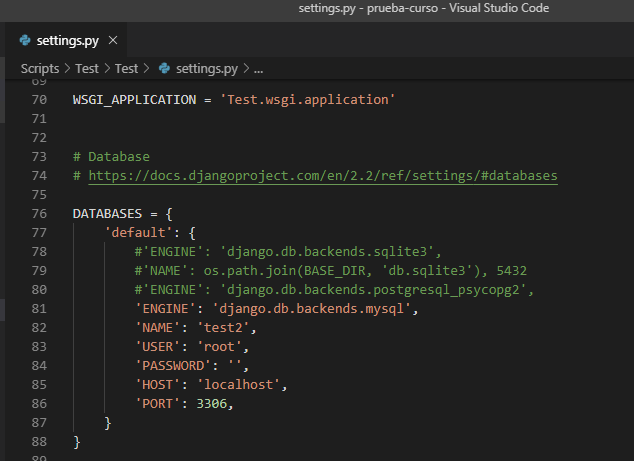 settings.py - prueba-curso - Visual Studio Code
settings.py ×
Scripts > Test > Test > settings.py > ...
69
70 WSGI_APPLICATION = 'Test.wsgi.application'
71
72
73 # Database
74 # https://docs.djangoproject.com/en/2.2/ref/settings/#databases
75
76 DATABASES = {
77 'default': {
78 #'ENGINE': 'django.db.backends.sqlite3',
79 #'NAME': os.path.join(BASE_DIR, 'db.sqlite3'), 5432
80 #'ENGINE': 'django.db.backends.postgresql_psycopg2',
81 'ENGINE': 'django.db.backends.mysql',
82 'NAME': 'test2',
83 'USER': 'root',
84 'PASSWORD': '',
85 'HOST': 'localhost',
86 'PORT': 3306,
87 }
88 }
89